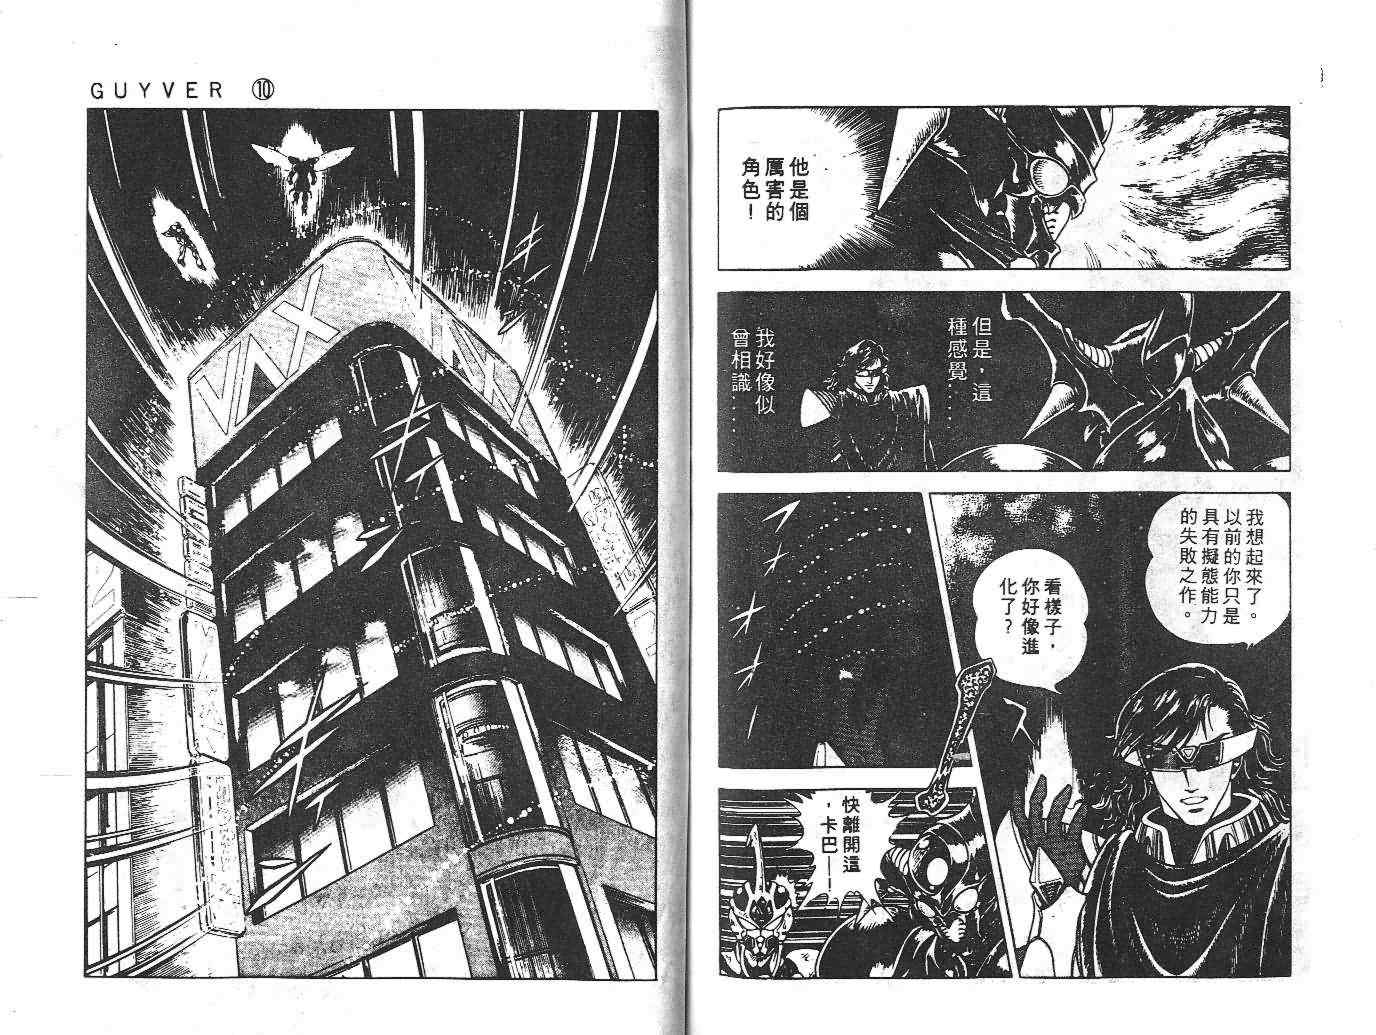 他是個
厲害的
角色！
但是，這
種感覺……
我好像似
曾相識……
我想起來了。
以前的你只是
具有擬態能力
的失敗之作。
看樣子，
你好像進
化了？
快離開這
，卡巴——！
GUYVER ⑩
VAX